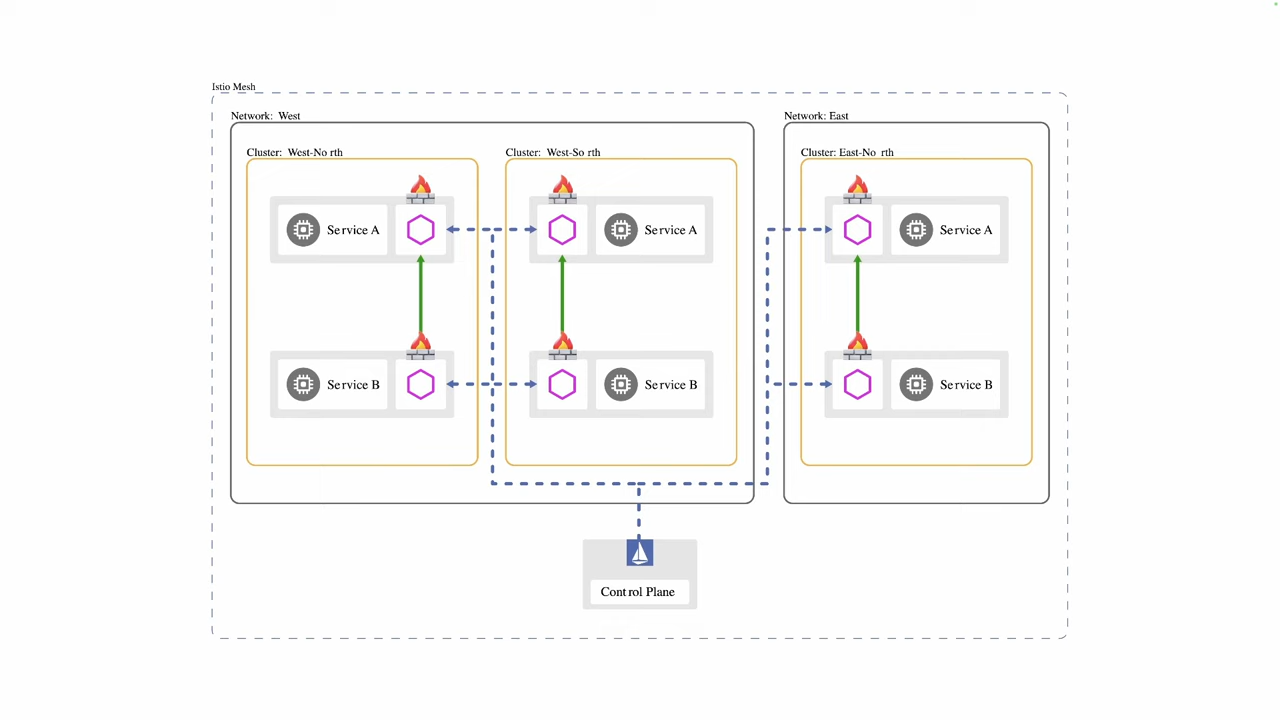 Istio Mesh
Network: West
Network: East
Cluster: West-No rth
Cluster: West-So rth
Cluster: East-No rth
Service A
Service A
Service A
Service B
Service B
Service B
Control Plane